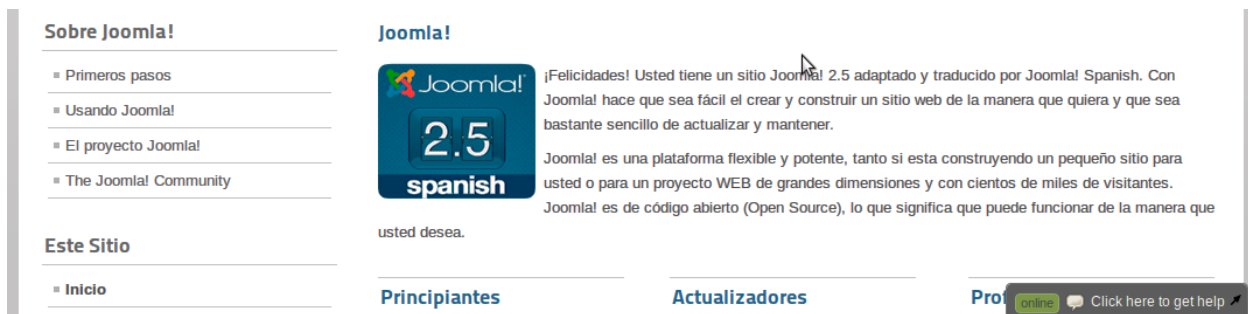 Sobre Joomla!
Primeros pasos
Usando Joomla!
El proyecto Joomla!
The Joomla! Community
Este Sitio
Inicio
Joomla!
Joomla!
2.5
spanish
¡Felicidades! Usted tiene un sitio Joomla! 2.5 adaptado y traducido por Joomla! Spanish. Con
Joomla! hace que sea fácil el crear y construir un sitio web de la manera que quiera y que sea
bastante sencillo de actualizar y mantener.
Joomla! es una plataforma flexible y potente, tanto si esta construyendo un pequeño sitio para
usted o para un proyecto WEB de grandes dimensiones y con cientos de miles de visitantes.
Joomla! es de código abierto (Open Source), lo que significa que puede funcionar de la manera que
usted desea.
Principiantes
Actualizadores
online Click here to get help